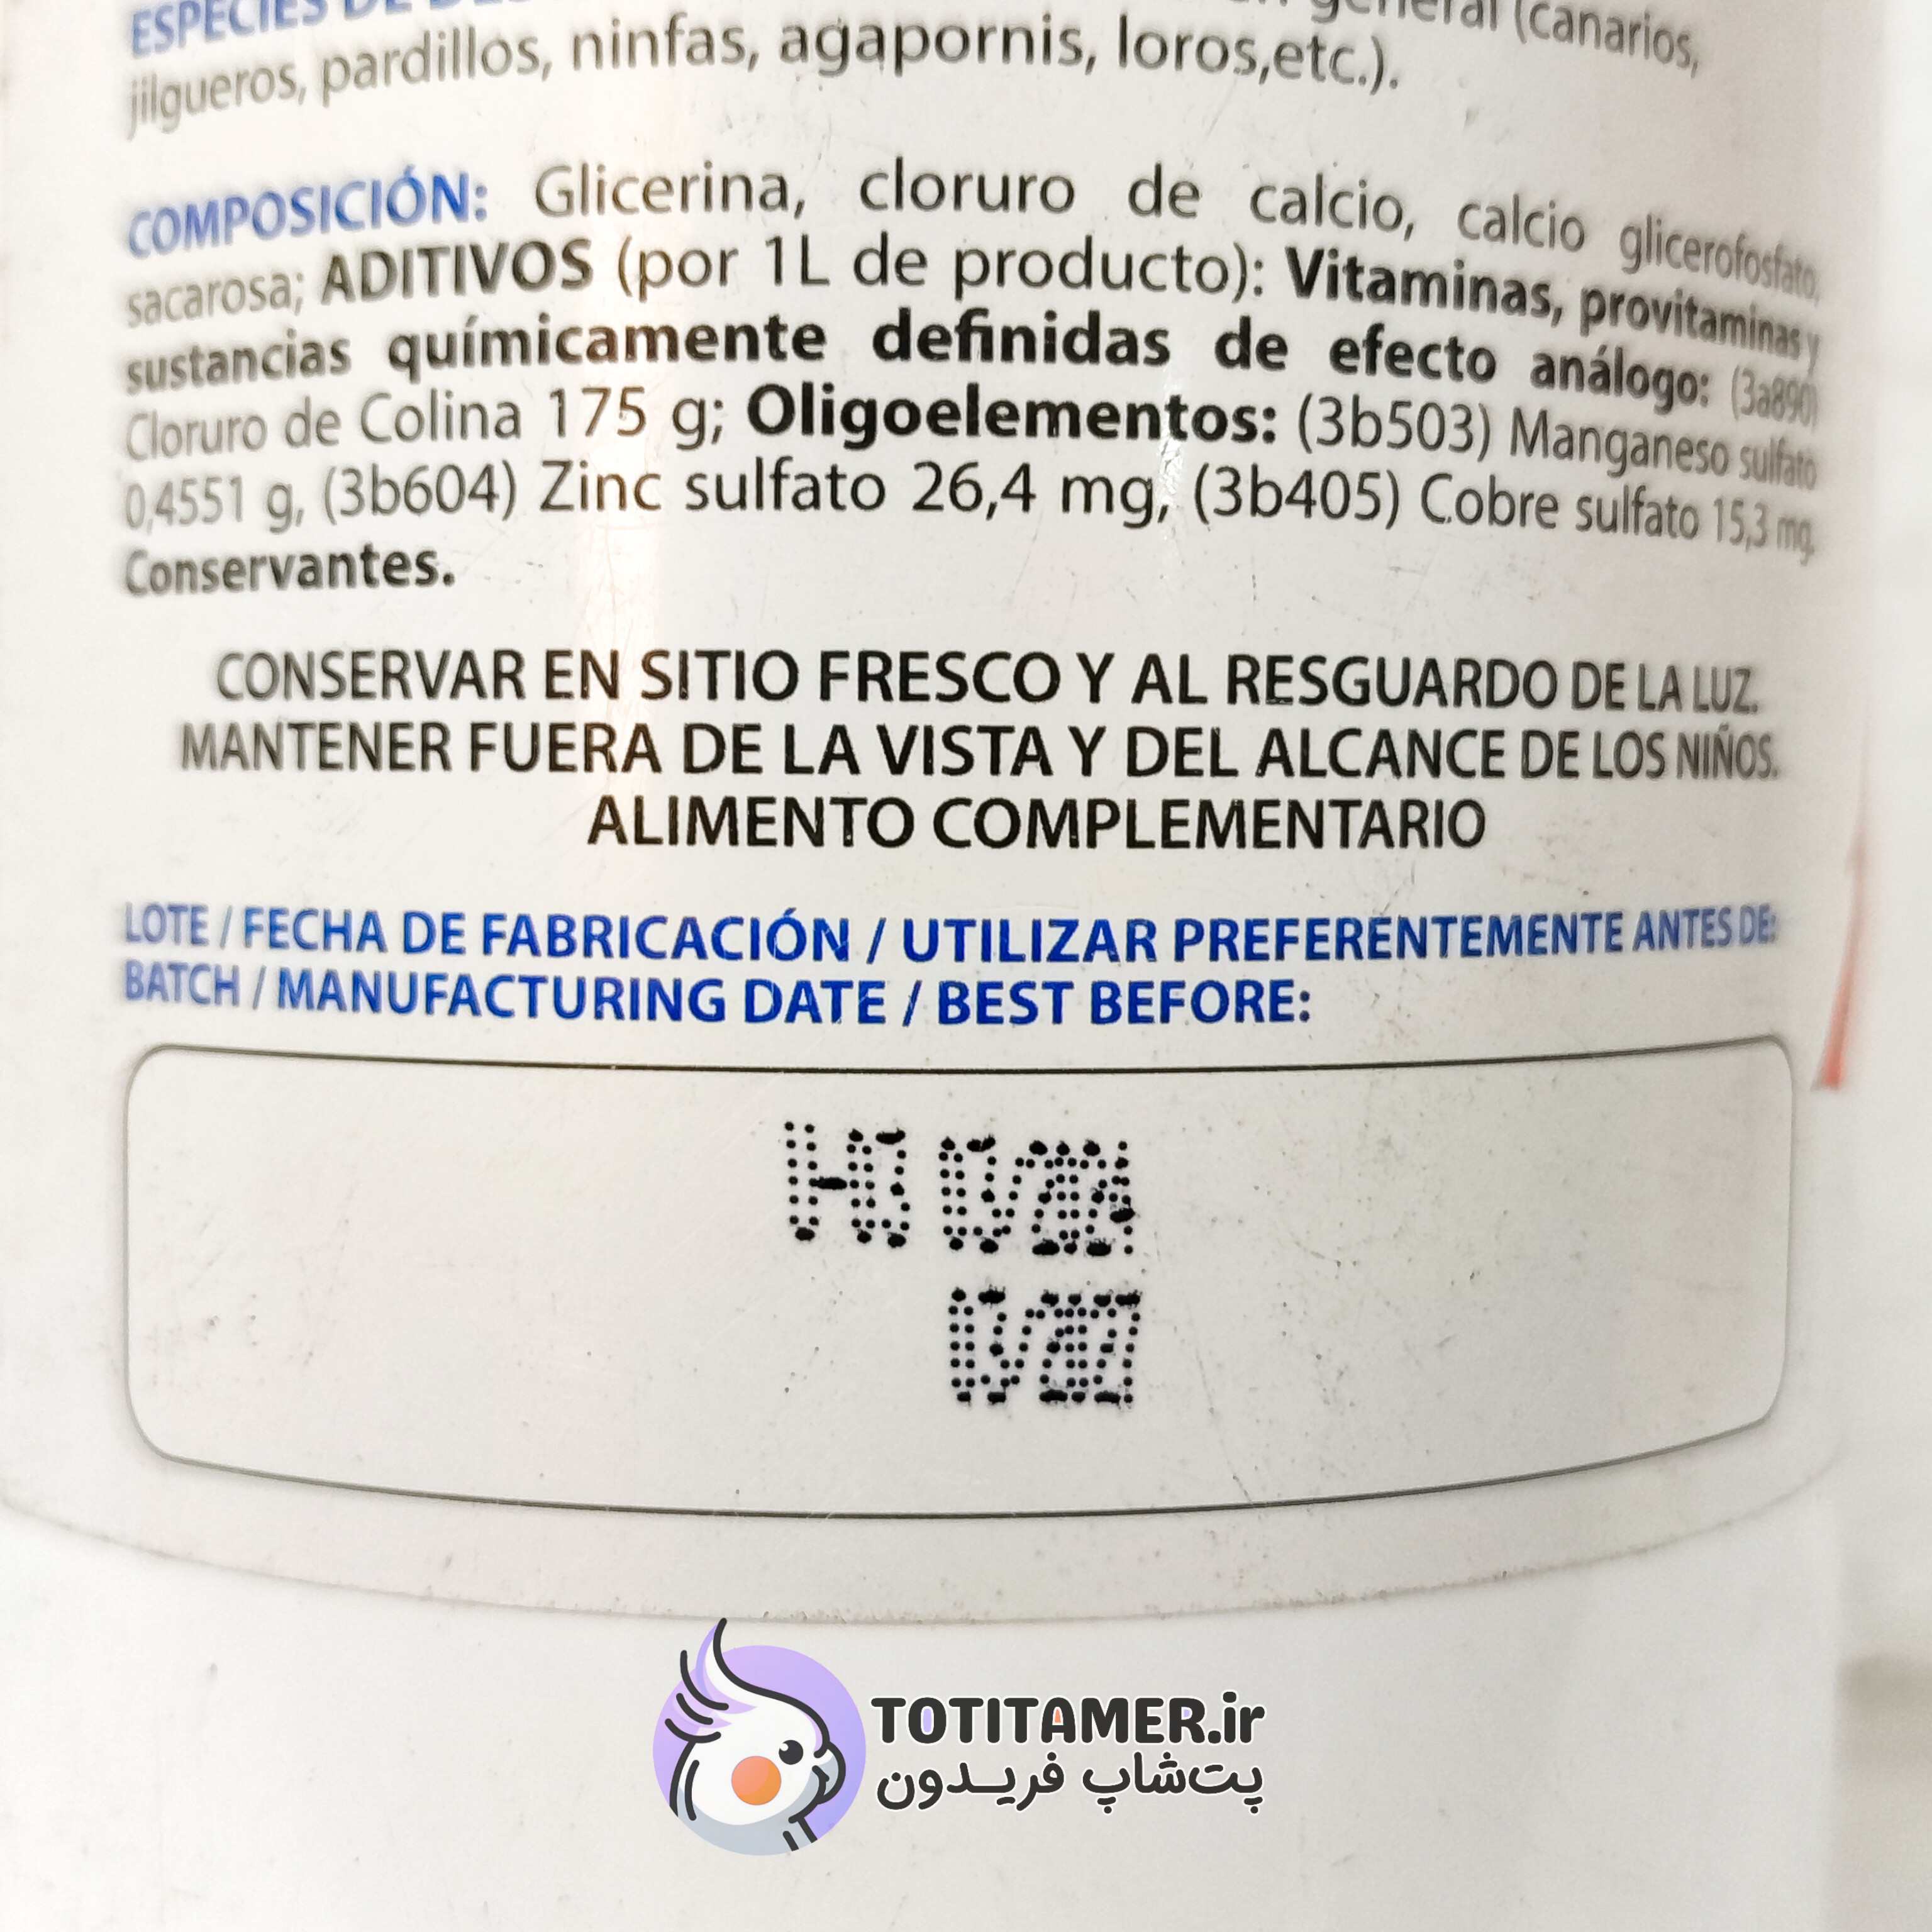 ESPECIES DE general (canarios,
jilgueros, pardillos, ninfas, agapornis, loros,etc.).
COMPOSICIÓN: Glicerina, cloruro de calcio, calcio glicerofosfato,
sacarosa; ADITIVOS (por 1L de producto): Vitaminas, provitaminas y
sustancias químicamente definidas de efecto análogo: (3a890)
Cloruro de Colina 175 g; Oligoelementos: (3b503) Manganeso sulfato
0,4551 g, (3b604) Zinc sulfato 26,4 mg, (3b405) Cobre sulfato 15,3 mg.
Conservantes.
CONSERVAR EN SITIO FRESCO Y AL RESGUARDO DE LA LUZ.
MANTENER FUERA DE LA VISTA Y DEL ALCANCE DE LOS NIÑOS.
ALIMENTO COMPLEMENTARIO
LOTE / FECHA DE FABRICACIÓN / UTILIZAR PREFERENTEMENTE ANTES DE:
BATCH / MANUFACTURING DATE / BEST BEFORE:
TOTITAMER.ir
پت‌شاپ فریدون